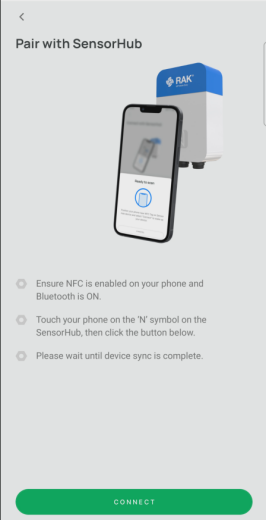 Pair with SensorHub
RAK
Ready to scan
Ensure NFC is enabled on your phone and
Bluetooth is ON.
Touch your phone on the 'N' symbol on the
SensorHub, then click the button below.
Please wait until device sync is complete.
CONNECT